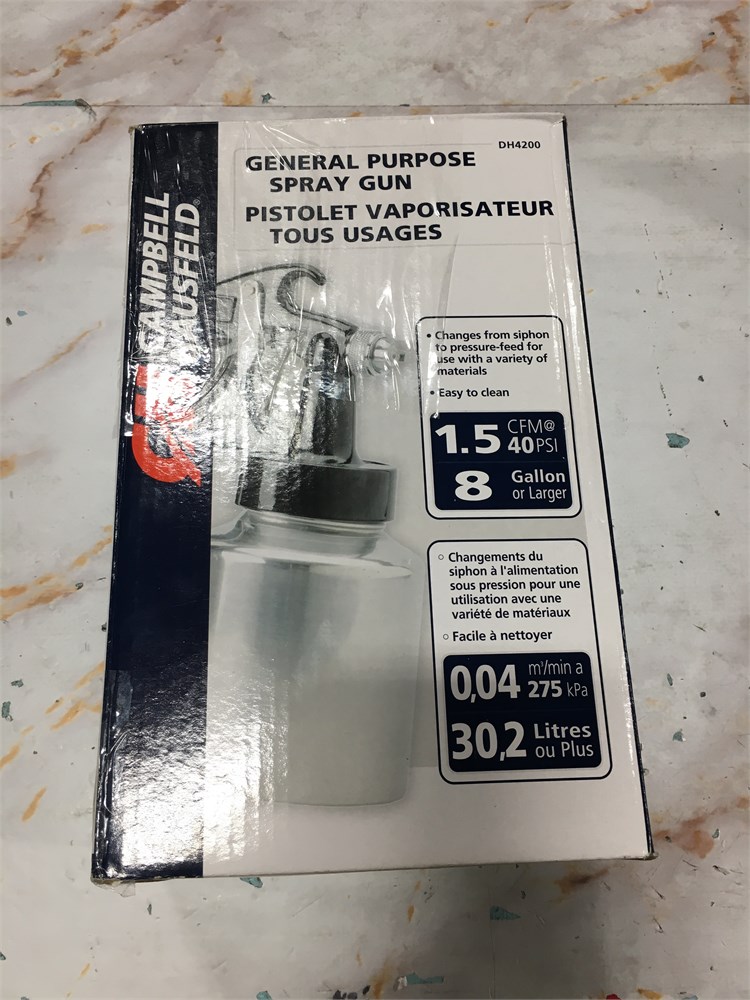 DH4200
GENERAL PURPOSE
SPRAY GUN
PISTOLET VAPORISATEUR
TOUS USAGES
CAMPBELL
HAUSFELD®
• Changes from siphon
to pressure-feed for
use with a variety of
materials
• Easy to clean
1.5 CFM@
40 PSI
8 Gallon
or Larger
○ Changements du
siphon à l'alimentation
sous pression pour une
utilisation avec une
variété de matériaux
○ Facile à nettoyer
0,04 m³/min a
275 kPa
30,2 Litres
ou Plus